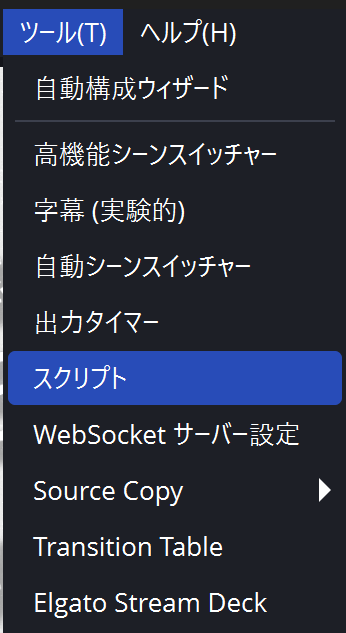 ツール(T) ヘルプ(H)
自動構成ウィザード
高機能シーンスイッチャー
字幕 (実験的)
自動シーンスイッチャー
出力タイマー
スクリプト
WebSocket サーバー設定
Source Copy
Transition Table
Elgato Stream Deck